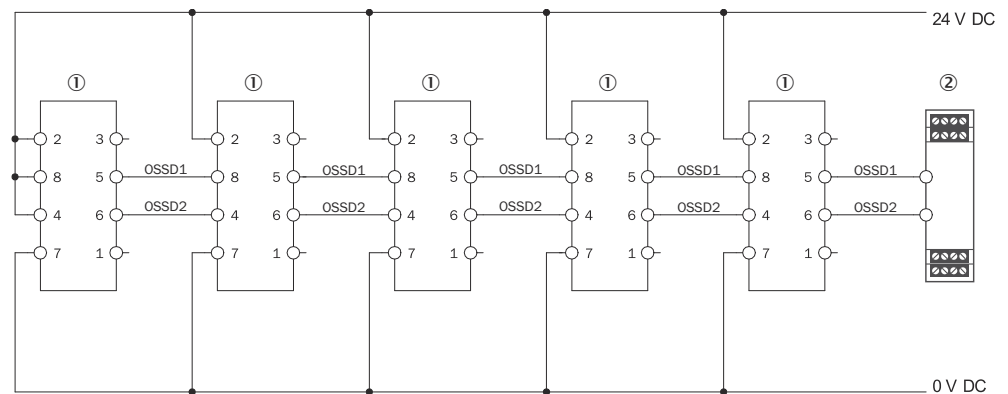 24 V DC
① ① ① ① ① ②
2 3 2 3 2 3 2 3 2 3
8 5 OSSD1 8 5 OSSD1 8 5 OSSD1 8 5 OSSD1 8 5 OSSD1
4 6 OSSD2 4 6 OSSD2 4 6 OSSD2 4 6 OSSD2 4 6 OSSD2
7 1 7 1 7 1 7 1 7 1
0 V DC